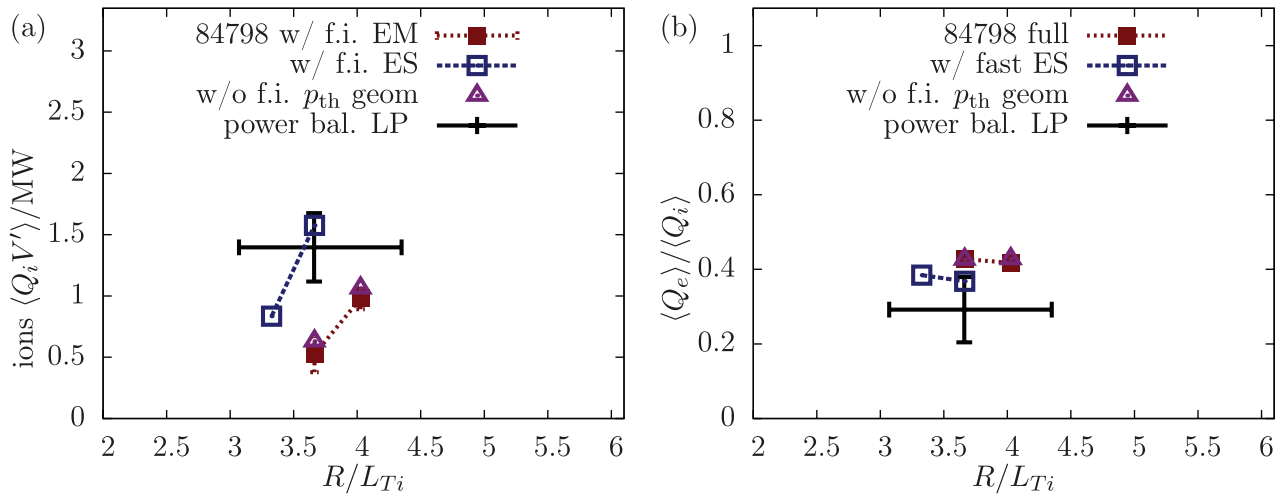 (a)
84798 w/ f.i. EM
w/ f.i. ES
w/o f.i. p_th geom
power bal. LP
ions ⟨Q_i V′⟩/MW
3
2.5
2
1.5
1
0.5
0
2 2.5 3 3.5 4 4.5 5 5.5 6
R/L_Ti
(b)
84798 full
w/ fast ES
w/o f.i. p_th geom
power bal. LP
⟨Q_e⟩/⟨Q_i⟩
1
0.8
0.6
0.4
0.2
0
2 2.5 3 3.5 4 4.5 5 5.5 6
R/L_Ti